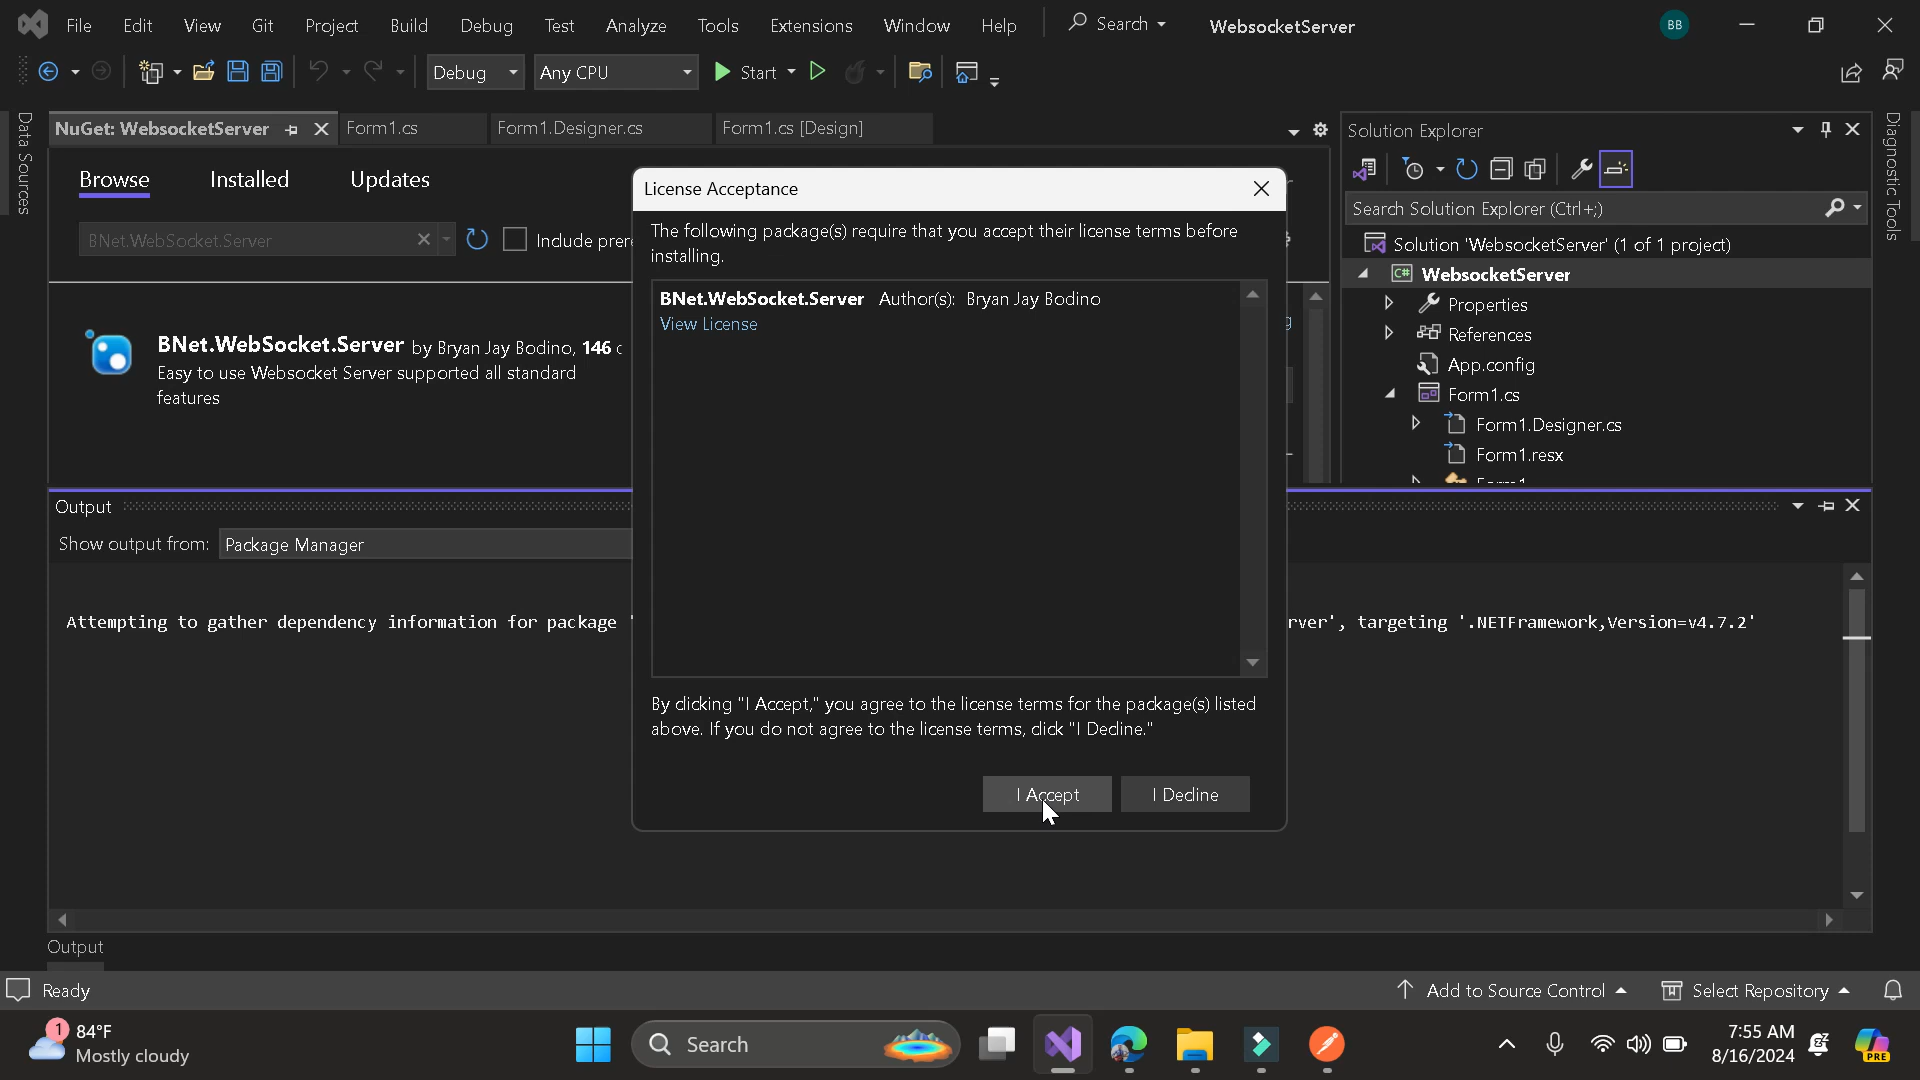 File Edit View Git Project Build Debug Test Analyze Tools Extensions Window Help Search WebsocketServer BB
Debug Any CPU Start
Data Sources
NuGet: WebsocketServer Form1.cs Form1.Designer.cs Form1.cs [Design]
Browse Installed Updates
BNet.WebSocket.Server Include prere
BNet.WebSocket.Server by Bryan Jay Bodino, 146
Easy to use Websocket Server supported all standard
features
License Acceptance
The following package(s) require that you accept their license terms before
installing.
BNet.WebSocket.Server Author(s): Bryan Jay Bodino
View License
By clicking "I Accept," you agree to the license terms for the package(s) listed
above. If you do not agree to the license terms, click "I Decline."
I Accept I Decline
Solution Explorer
Search Solution Explorer (Ctrl+;)
Solution 'WebsocketServer' (1 of 1 project)
C# WebsocketServer
Properties
References
App.config
Form1.cs
Form1.Designer.cs
Form1.resx
Form1
Diagnostic Tools
Output
Show output from: Package Manager
Attempting to gather dependency information for package ' rver', targeting '.NETFramework,Version=v4.7.2'
Output
Ready Add to Source Control Select Repository
1 84°F
Mostly cloudy
Search
7:55 AM
8/16/2024
PRE